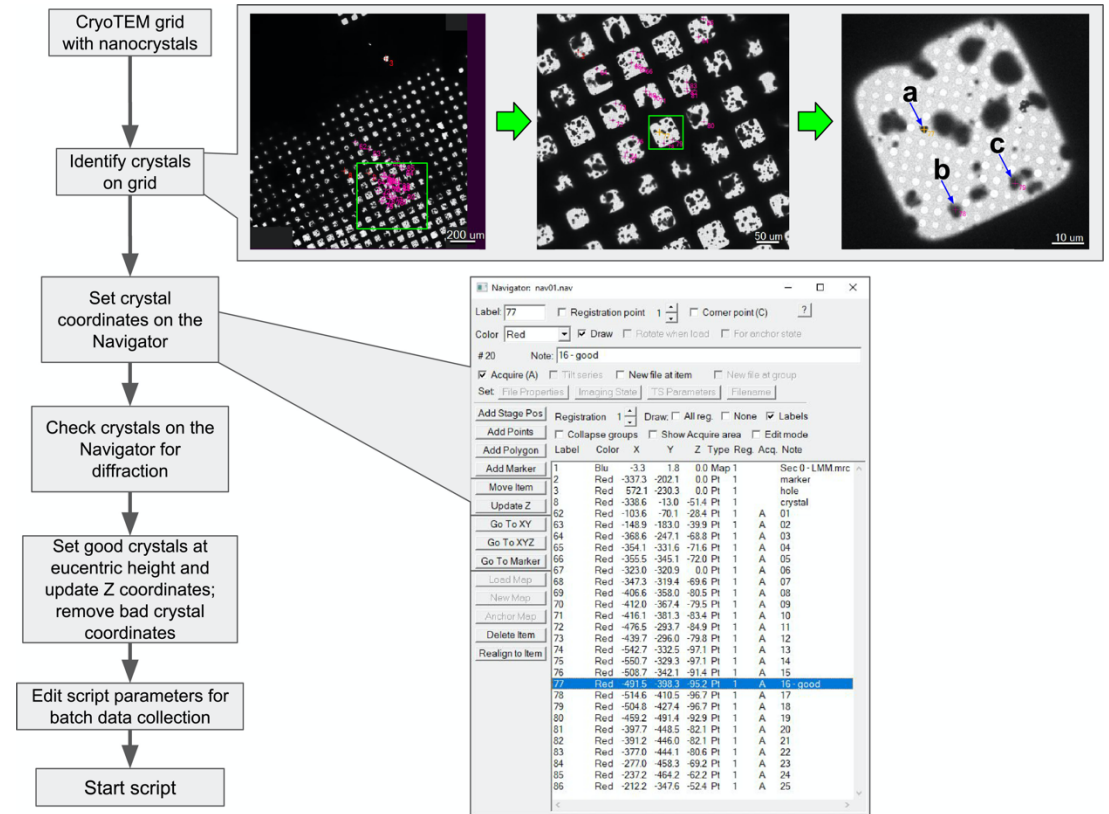 CryoTEM grid
with nanocrystals
Identify crystals
on grid
Set crystal
coordinates on the
Navigator
Check crystals on the
Navigator for
diffraction
Set good crystals at
eucentric height and
update Z coordinates;
remove bad crystal
coordinates
Edit script parameters for
batch data collection
Start script
200 um
50 um
a
b
c
10 um
Navigator: nav01.nav
Label: 77 Registration point 1 Corner point (C) ?
Color Red Draw Rotate when load For anchor state
# 20 Note: 16 - good
Acquire (A) Tilt series New file at item New file at group
Set: File Properties Imaging State TS Parameters Filename
Add Stage Pos
Add Points
Add Polygon
Add Marker
Move Item
Update Z
Go To XY
Go To XYZ
Go To Marker
Load Map
New Map
Anchor Map
Delete Item
Realign to Item
Registration 1 Draw: All reg. None Labels
Collapse groups Show Acquire area Edit mode
Label Color X Y Z Type Reg. Acq. Note
1 Blu -3.3 1.8 0.0 Map 1 Sec 0 - LMM.mrc
2 Red -337.3 -202.1 0.0 Pt 1 marker
3 Red 572.1 -230.3 0.0 Pt 1 hole
8 Red -338.6 -13.0 -51.4 Pt 1 crystal
62 Red -103.6 -70.1 -28.4 Pt 1 A 01
63 Red -148.9 -183.0 -39.9 Pt 1 A 02
64 Red -368.6 -247.1 -68.8 Pt 1 A 03
65 Red -354.1 -331.6 -71.6 Pt 1 A 04
66 Red -355.5 -345.1 -72.0 Pt 1 A 05
67 Red -323.0 -320.9 0.0 Pt 1 A 06
68 Red -347.3 -319.4 -69.6 Pt 1 A 07
69 Red -406.6 -358.0 -80.5 Pt 1 A 08
70 Red -412.0 -367.4 -79.5 Pt 1 A 09
71 Red -416.1 -381.3 -83.4 Pt 1 A 10
72 Red -476.5 -293.7 -84.9 Pt 1 A 11
73 Red -439.7 -296.0 -79.8 Pt 1 A 12
74 Red -542.7 -332.5 -97.1 Pt 1 A 13
75 Red -550.7 -329.3 -97.1 Pt 1 A 14
76 Red -508.7 -342.1 -91.4 Pt 1 A 15
77 Red -491.5 -398.3 -95.2 Pt 1 A 16 - good
78 Red -514.6 -410.5 -96.7 Pt 1 A 17
79 Red -504.8 -427.4 -96.7 Pt 1 A 18
80 Red -459.2 -491.4 -92.9 Pt 1 A 19
81 Red -397.7 -448.5 -82.1 Pt 1 A 20
82 Red -391.2 -446.0 -82.1 Pt 1 A 21
83 Red -377.0 -444.1 -80.6 Pt 1 A 22
84 Red -277.0 -458.3 -69.2 Pt 1 A 23
85 Red -237.2 -464.2 -62.2 Pt 1 A 24
86 Red -212.2 -347.6 -52.4 Pt 1 A 25